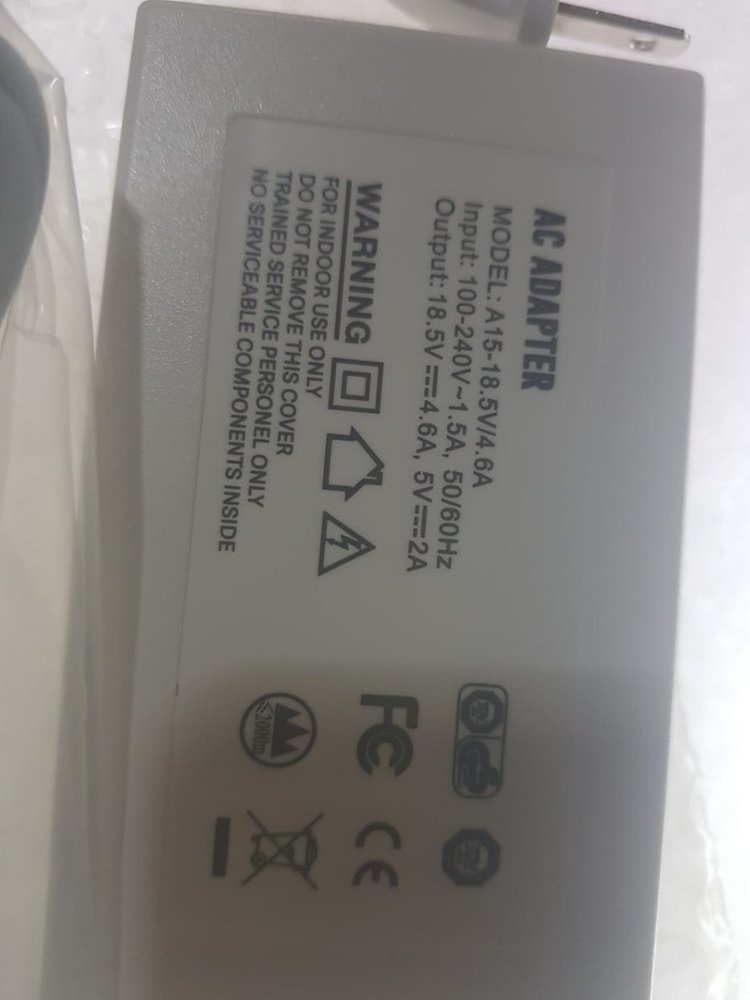 AC ADAPTER
MODEL: A15-18.5V/4.6A
Input: 100-240V~1.5A, 50/60Hz
Output: 18.5V⎓4.6A, 5V⎓2A
WARNING
FOR INDOOR USE ONLY
DO NOT REMOVE THIS COVER
TRAINED SERVICE PERSONEL ONLY
NO SERVICEABLE COMPONENTS INSIDE
FC
CE
≤2000m